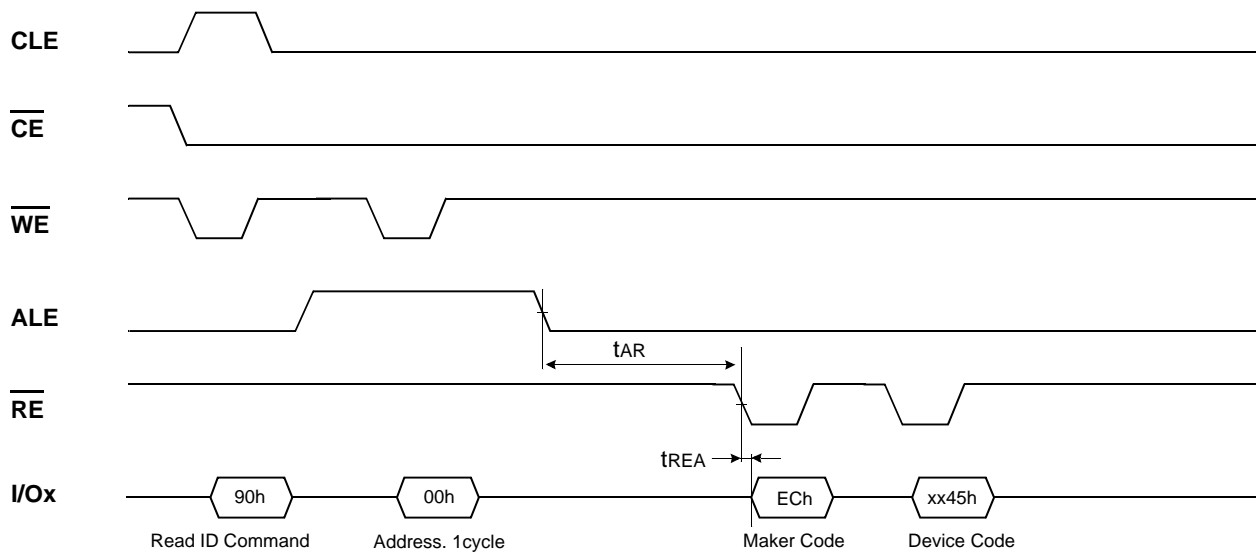 CLE
CE
WE
ALE
tAR
RE
tREA
I/Ox
90h
00h
ECh
xx45h
Read ID Command
Address. 1cycle
Maker Code
Device Code